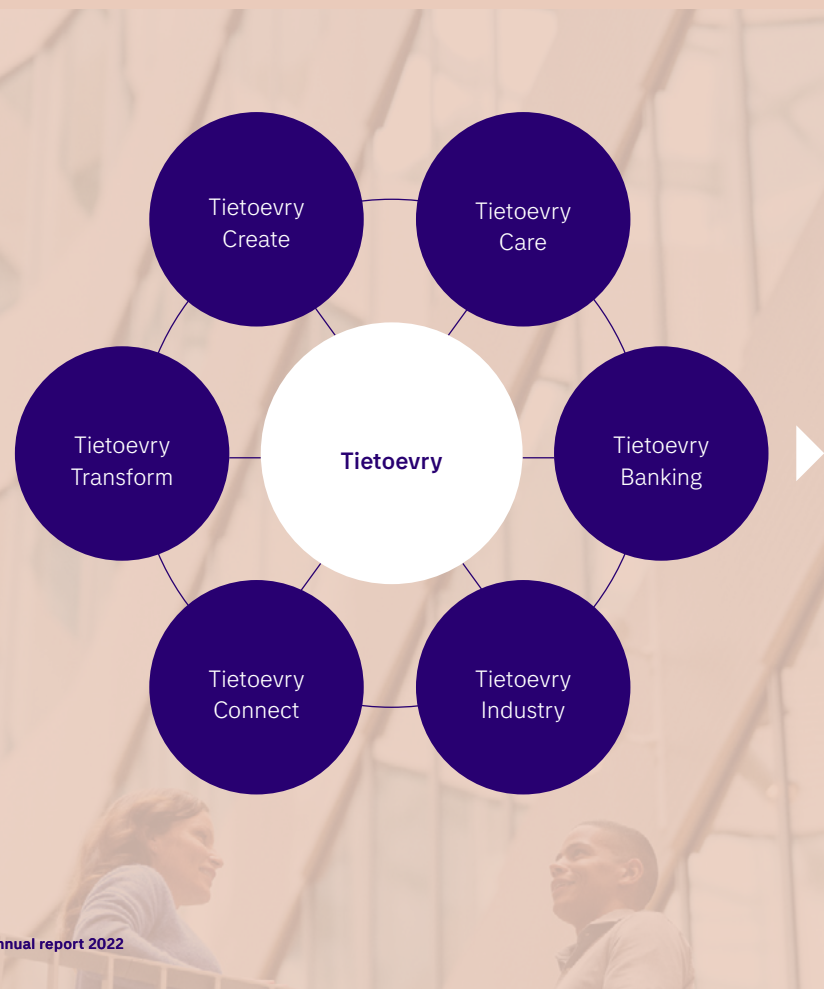 Tietoevry
Create
Tietoevry
Care
Tietoevry
Transform
Tietoevry
Tietoevry
Banking
Tietoevry
Connect
Tietoevry
Industry
nnual report 2022